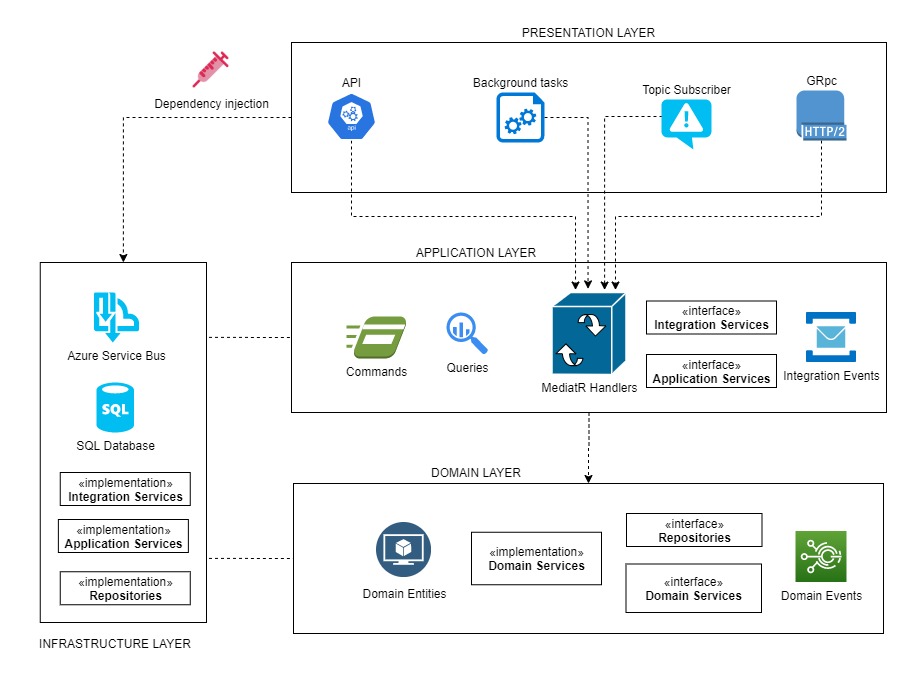 PRESENTATION LAYER
Dependency injection
API
api
Background tasks
Topic Subscriber
GRpc
HTTP/2
APPLICATION LAYER
Commands
Queries
MediatR Handlers
«interface»
Integration Services
«interface»
Application Services
Integration Events
Azure Service Bus
SQL
SQL Database
«implementation»
Integration Services
«implementation»
Application Services
«implementation»
Repositories
INFRASTRUCTURE LAYER
DOMAIN LAYER
Domain Entities
«implementation»
Domain Services
«interface»
Repositories
«interface»
Domain Services
Domain Events